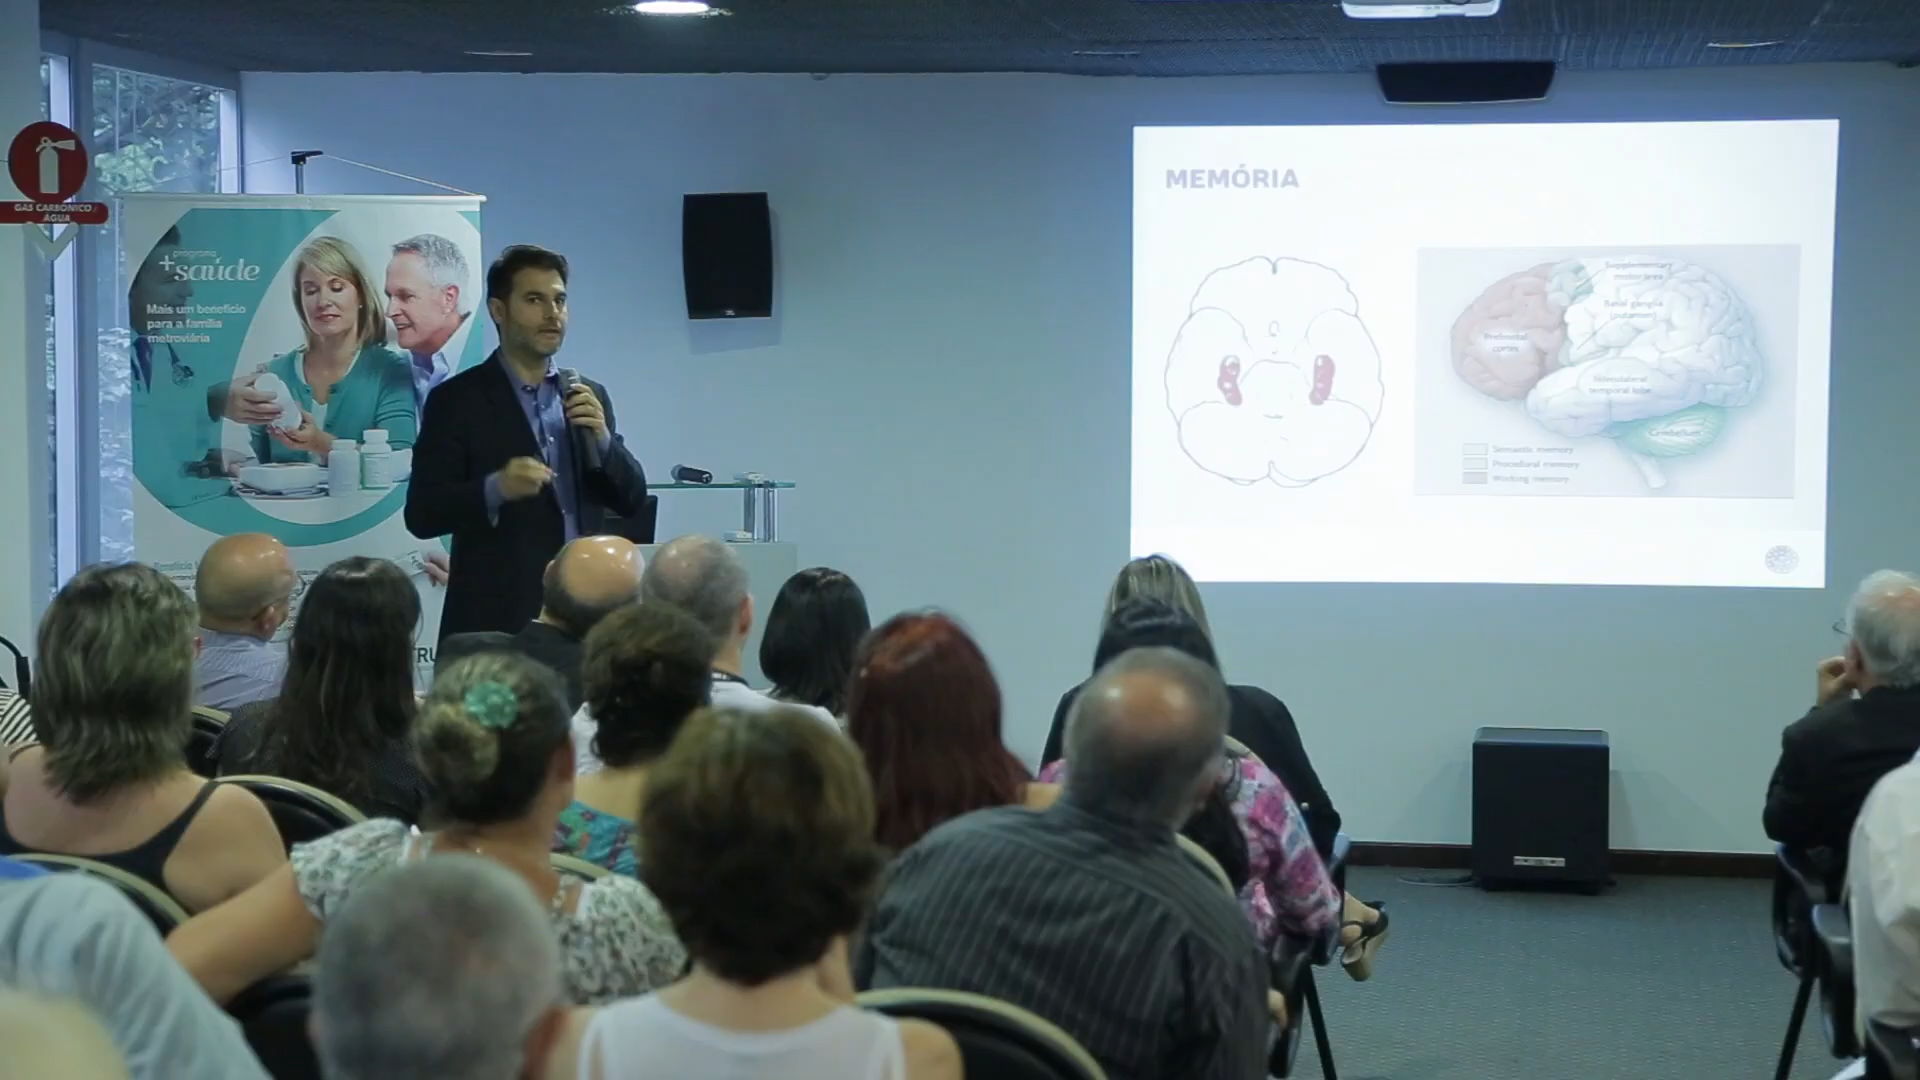 GAS CARBÔNICO /
ÁGUA
programa
+saúde
Mais um benefício
para a família
metroviária
MEMÓRIA
Supplementary
motor area
Basal ganglia
(putamen)
Prefrontal
cortex
Inferolateral
temporal lobe
Cerebellum
Semantic memory
Procedural memory
Working memory